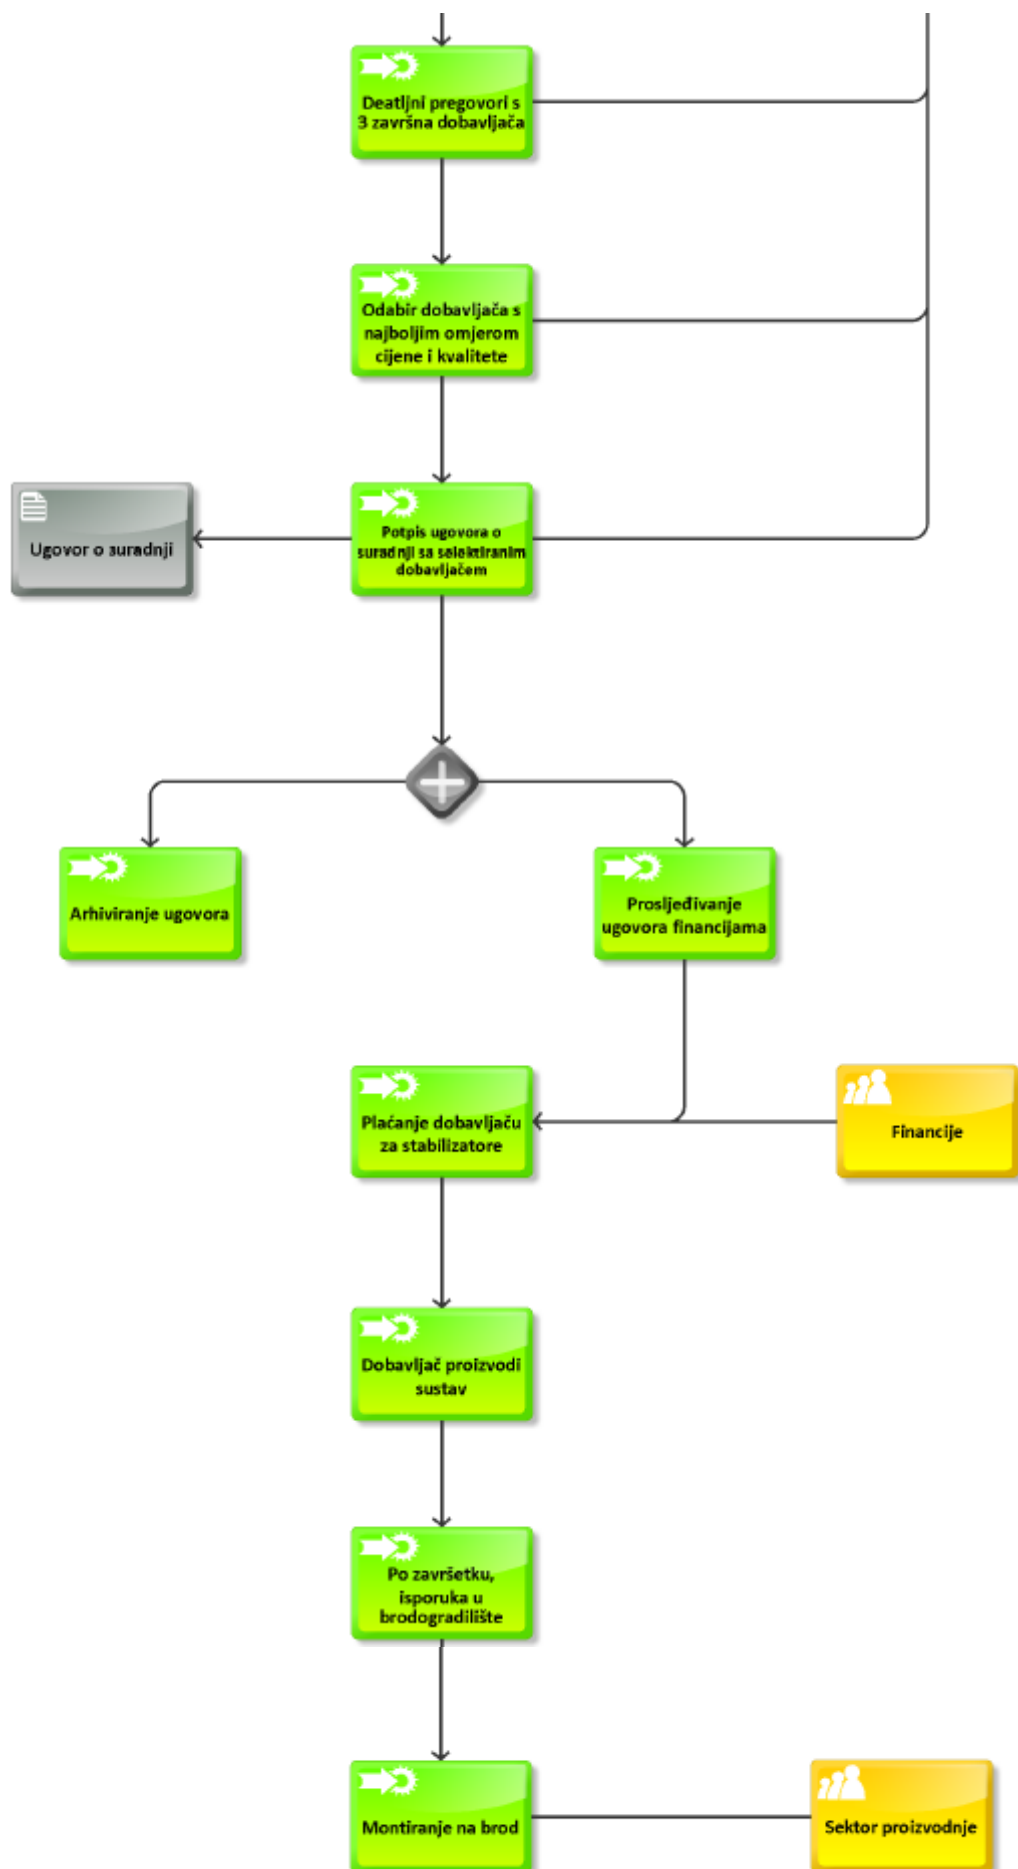 Deatljni pregovori s
3 završna dobavljača
Odabir dobavljača s
najboljim omjerom
cijene i kvalitete
Ugovor o suradnji
Potpis ugovora o
suradnji sa selektiranim
dobavljačem
Arhiviranje ugovora
Prosljeđivanje
ugovora financijama
Plaćanje dobavljaču
za stabilizatore
Financije
Dobavljač proizvodi
sustav
Po završetku,
isporuka u
brodogradilište
Montiranje na brod
Sektor proizvodnje